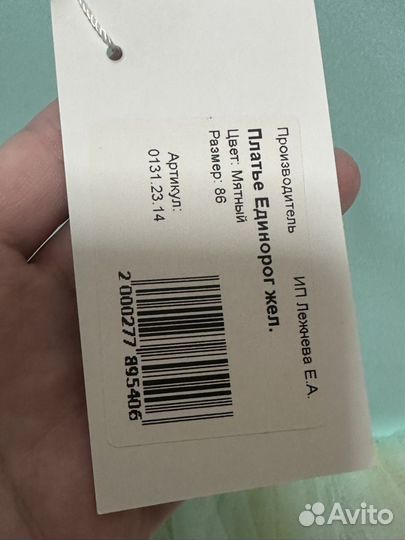 Производитель ИП Лежнева Е.А.
Платье Единорог жел.
Цвет: Мятный
Размер: 86
Артикул:
0131.23.14
2 000277 895406
Avito